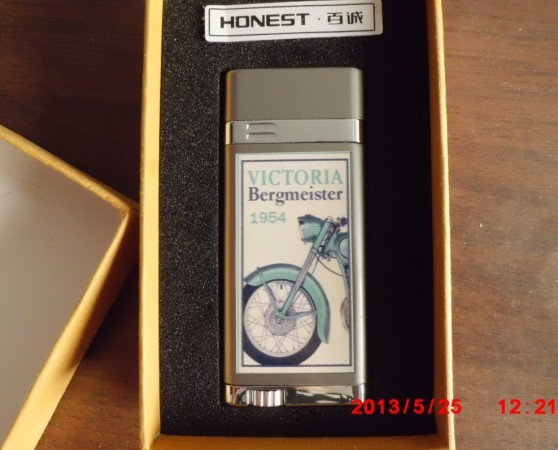 HONEST · 百诚
VICTORIA
Bergmeister
1954
2013/5/25 12:21